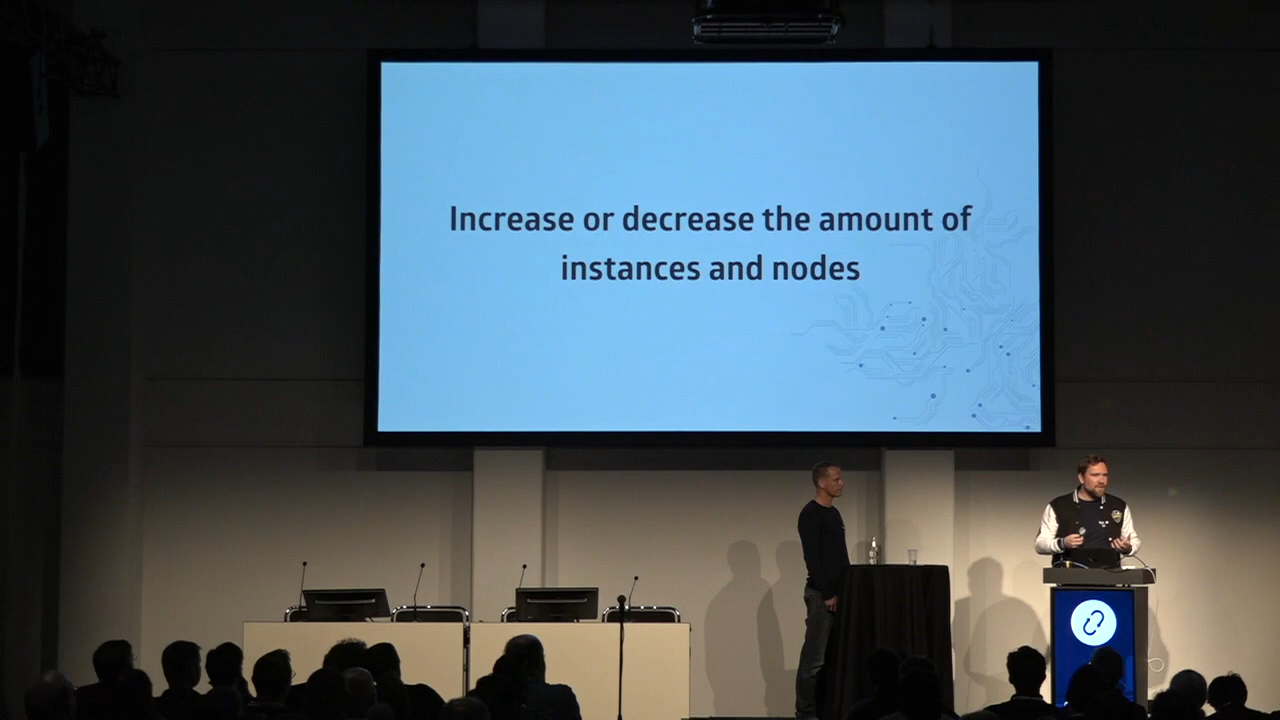 Increase or decrease the amount of
instances and nodes